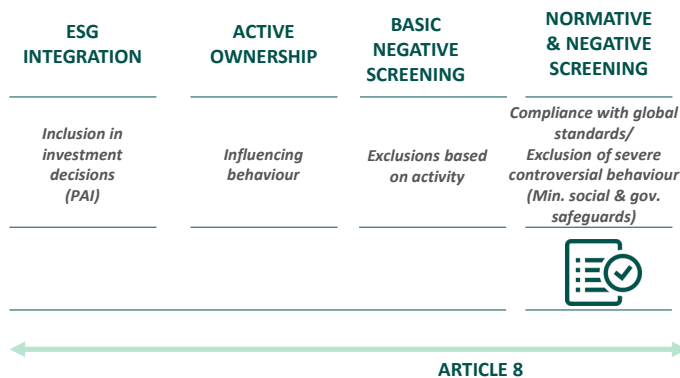 ESG
INTEGRATION
ACTIVE
OWNERSHIP
BASIC
NEGATIVE
SCREENING
NORMATIVE
& NEGATIVE
SCREENING
Inclusion in
investment
decisions
(PAI)
Influencing
behaviour
Exclusions based
on activity
Compliance with global
standards/
Exclusion of severe
controversial behaviour
(Min. social & gov.
safeguards)
ARTICLE 8